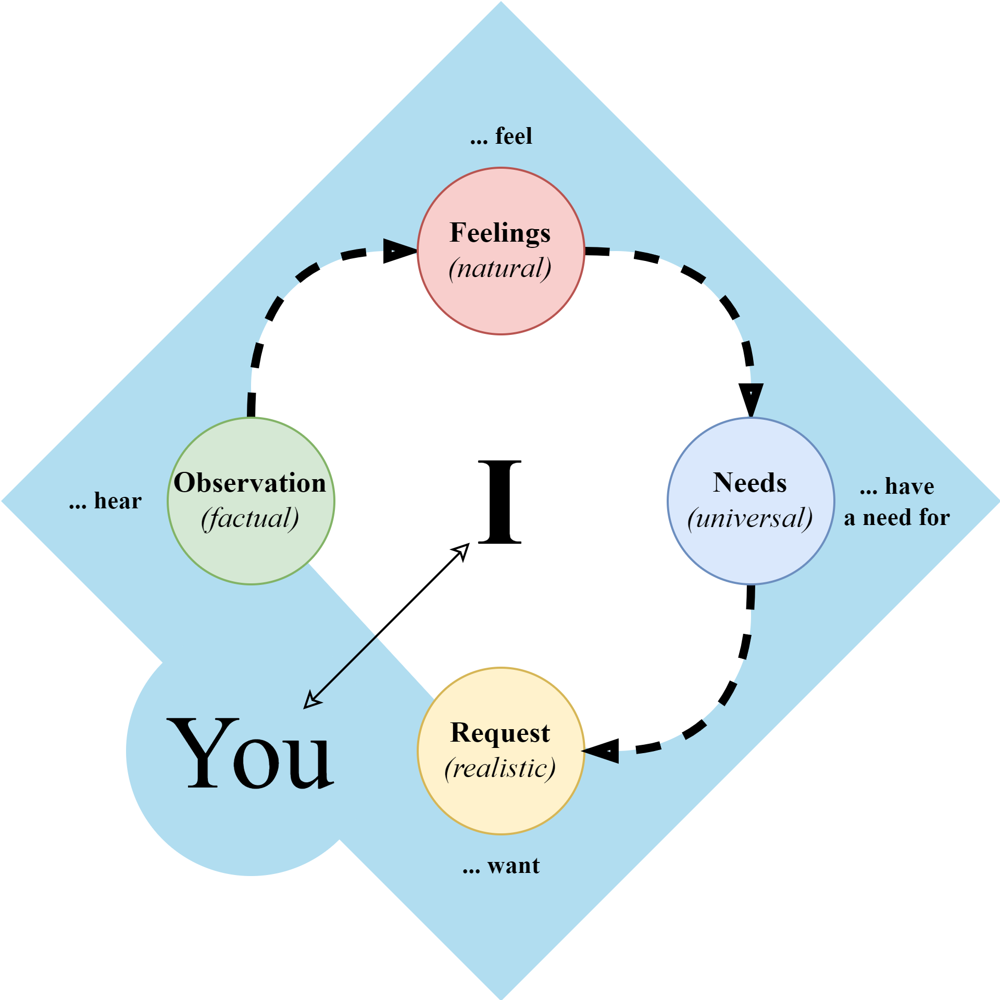 ... feel
Feelings
(natural)
... hear
Observation
(factual)
I
Needs
(universal)
... have
a need for
You
Request
(realistic)
... want